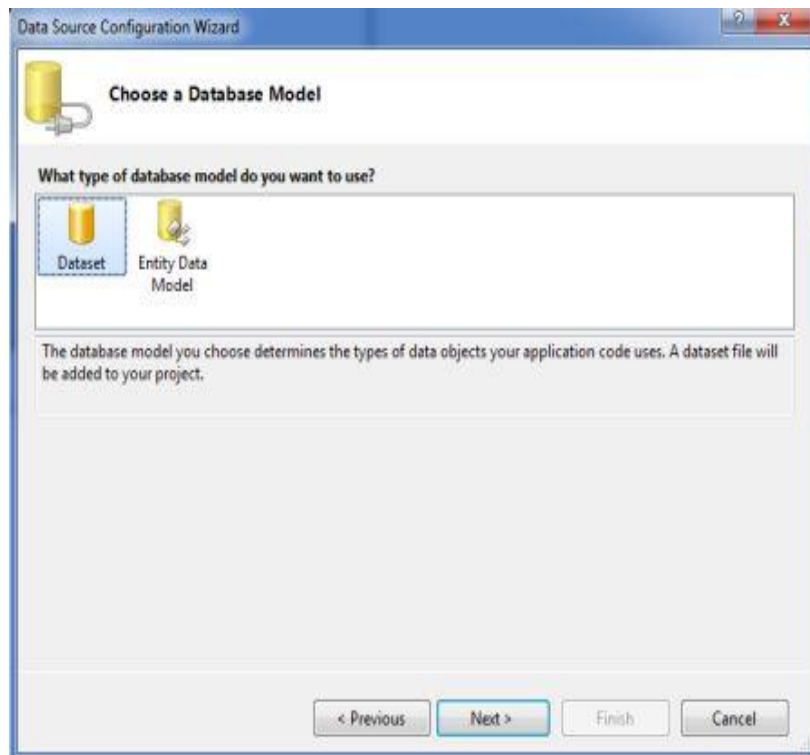 Data Source Configuration Wizard
Choose a Database Model
What type of database model do you want to use?
Dataset
Entity Data
Model
The database model you choose determines the types of data objects your application code uses. A dataset file will
be added to your project.
< Previous
Next >
Finish
Cancel